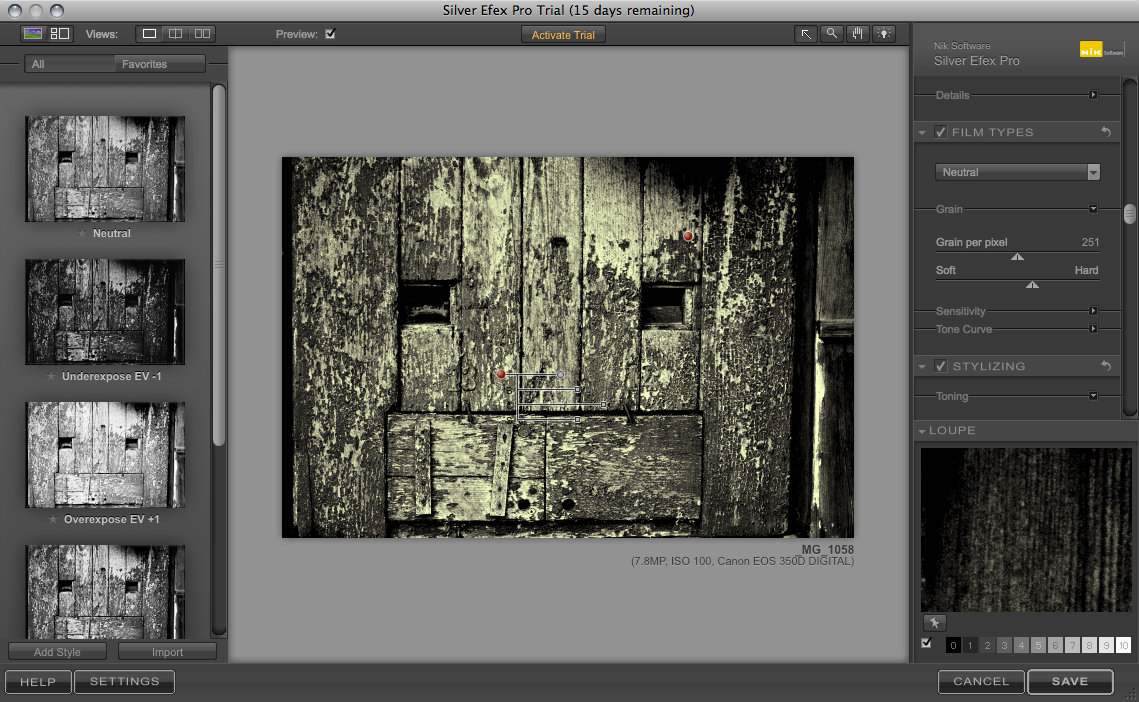 Silver Efex Pro Trial (15 days remaining)
Views:
Preview:
Activate Trial
All
Favorites
Neutral
Underexpose EV -1
Overexpose EV +1
Add Style
Import
_MG_1058
(7.8MP, ISO 100, Canon EOS 350D DIGITAL)
Nik Software
Silver Efex Pro
Nik Software
Details
FILM TYPES
Neutral
Grain
Grain per pixel 251
Soft Hard
Sensitivity
Tone Curve
STYLIZING
Toning
LOUPE
0 1 2 3 4 5 6 7 8 9 10
HELP
SETTINGS
CANCEL
SAVE